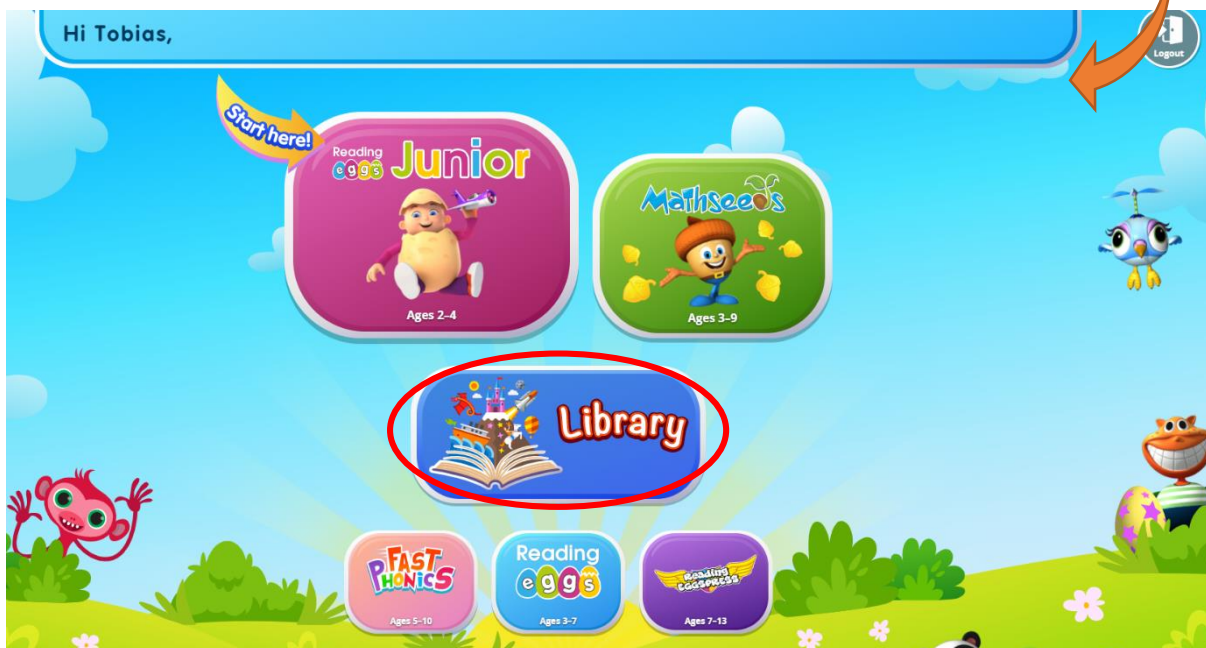 Hi Tobias,
Logout
Start here!
Reading
eggs Junior
Ages 2–4
Mathseeds
Ages 3–9
Library
FAST
PHONICS
Ages 5–10
Reading
eggs
Ages 3–7
Reading
EGGSPRESS
Ages 7–13